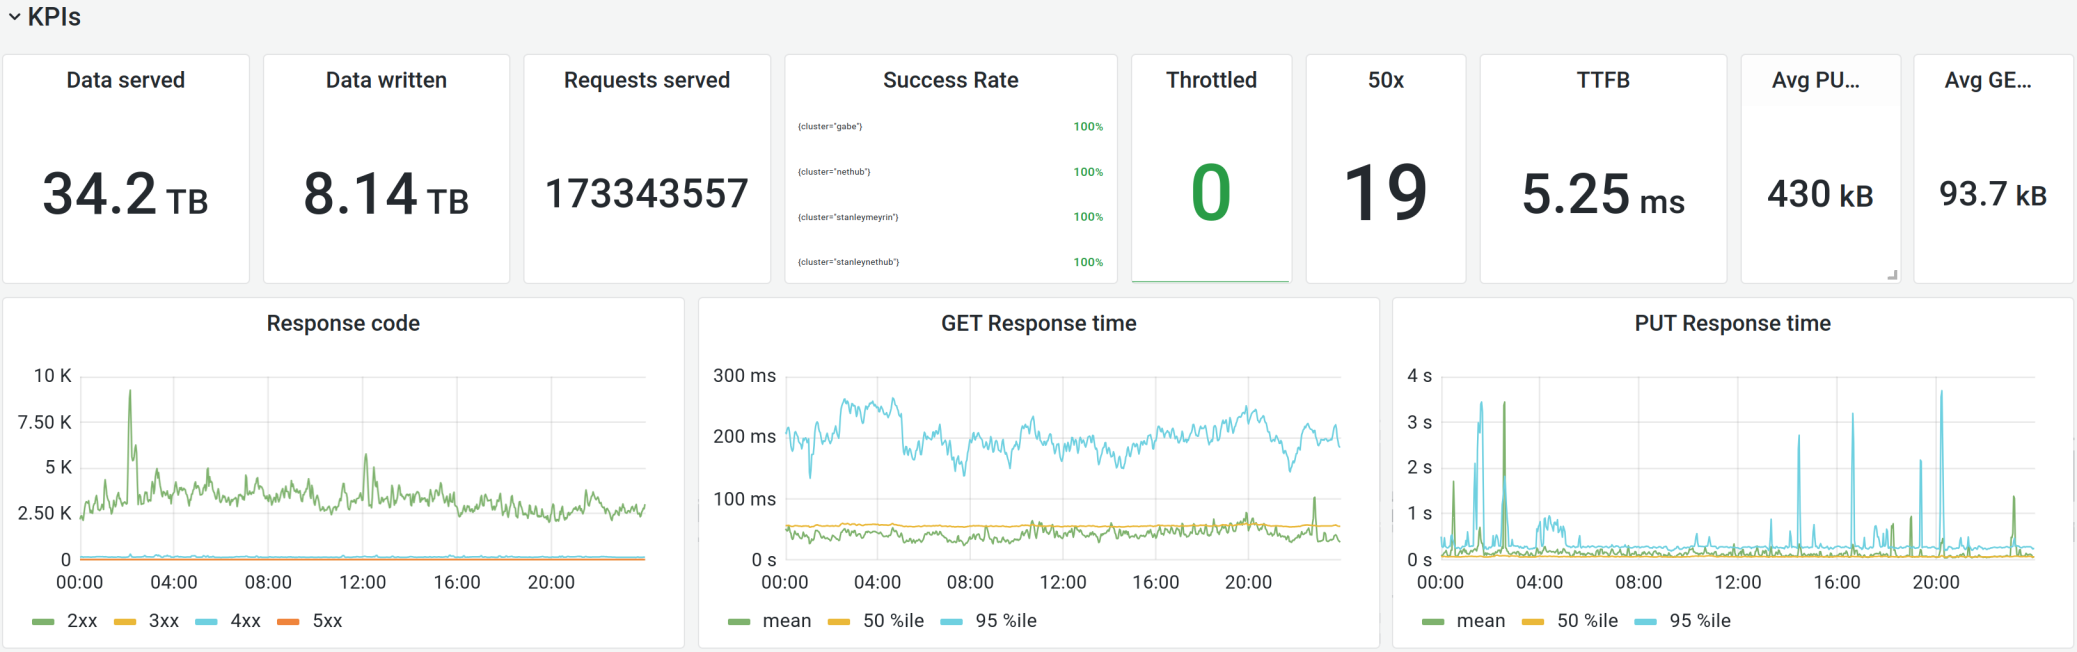 KPIs
Data served
34.2 TB
Data written
8.14 TB
Requests served
173343557
Success Rate
{cluster="gabe"} 100%
{cluster="nethub"} 100%
{cluster="stanleymeyrin"} 100%
{cluster="stanleynethub"} 100%
Throttled
0
50x
19
TTFB
5.25 ms
Avg PU...
430 kB
Avg GE...
93.7 kB
Response code
10 K
7.50 K
5 K
2.50 K
0
00:00 04:00 08:00 12:00 16:00 20:00
2xx 3xx 4xx 5xx
GET Response time
300 ms
200 ms
100 ms
0 s
00:00 04:00 08:00 12:00 16:00 20:00
mean 50 %ile 95 %ile
PUT Response time
4 s
3 s
2 s
1 s
0 s
00:00 04:00 08:00 12:00 16:00 20:00
mean 50 %ile 95 %ile